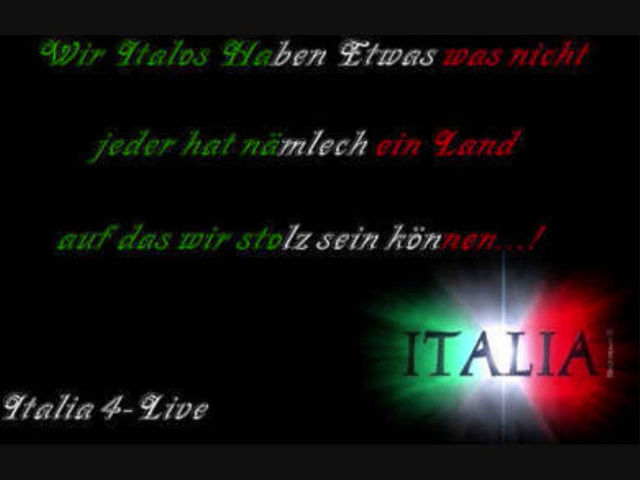 Wir Italos Haben Etwas was nicht
jeder hat nämlech ein Land
auf das wir stolz sein können...!
ITALIA
Italia 4-Live